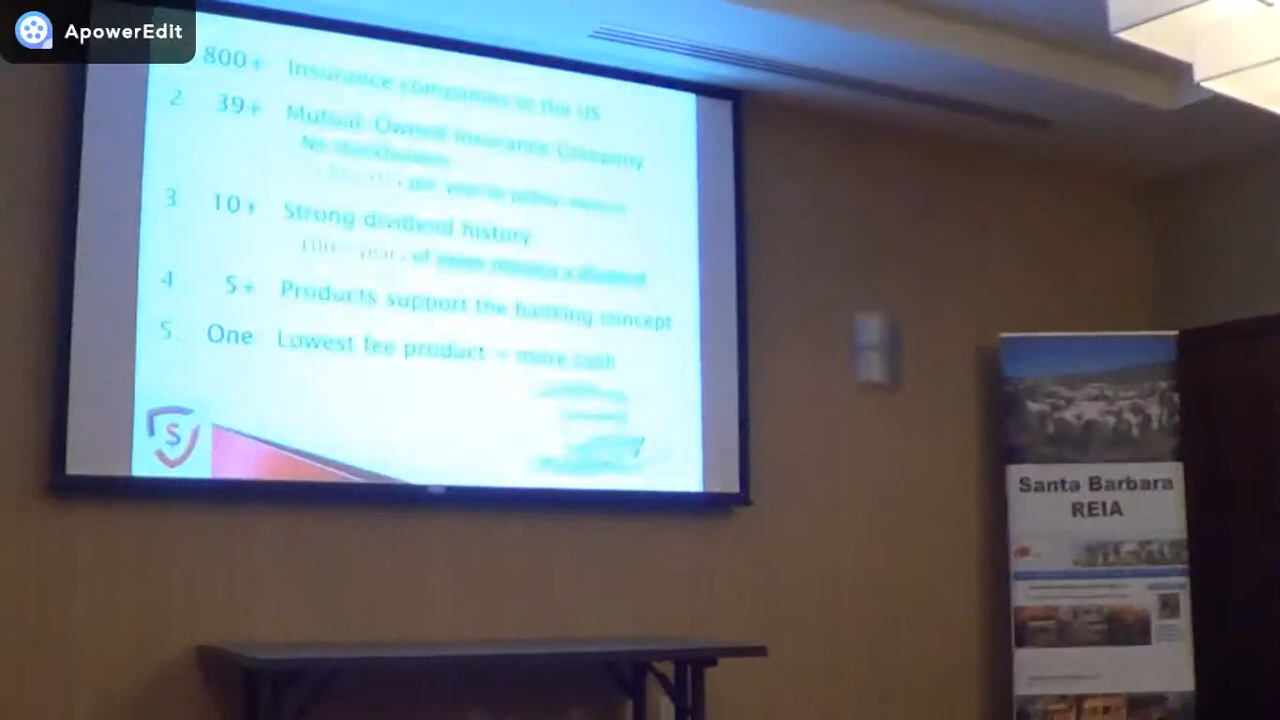 ApowerEdit
800+ Insurance companies in the US
2 39+ Mutual Owned Insurance Company
No stockholders
3 10+ Strong dividend history
4 5+ Products support the banking concept
5. One Lowest fee product = more cash
S
Santa Barbara
REIA